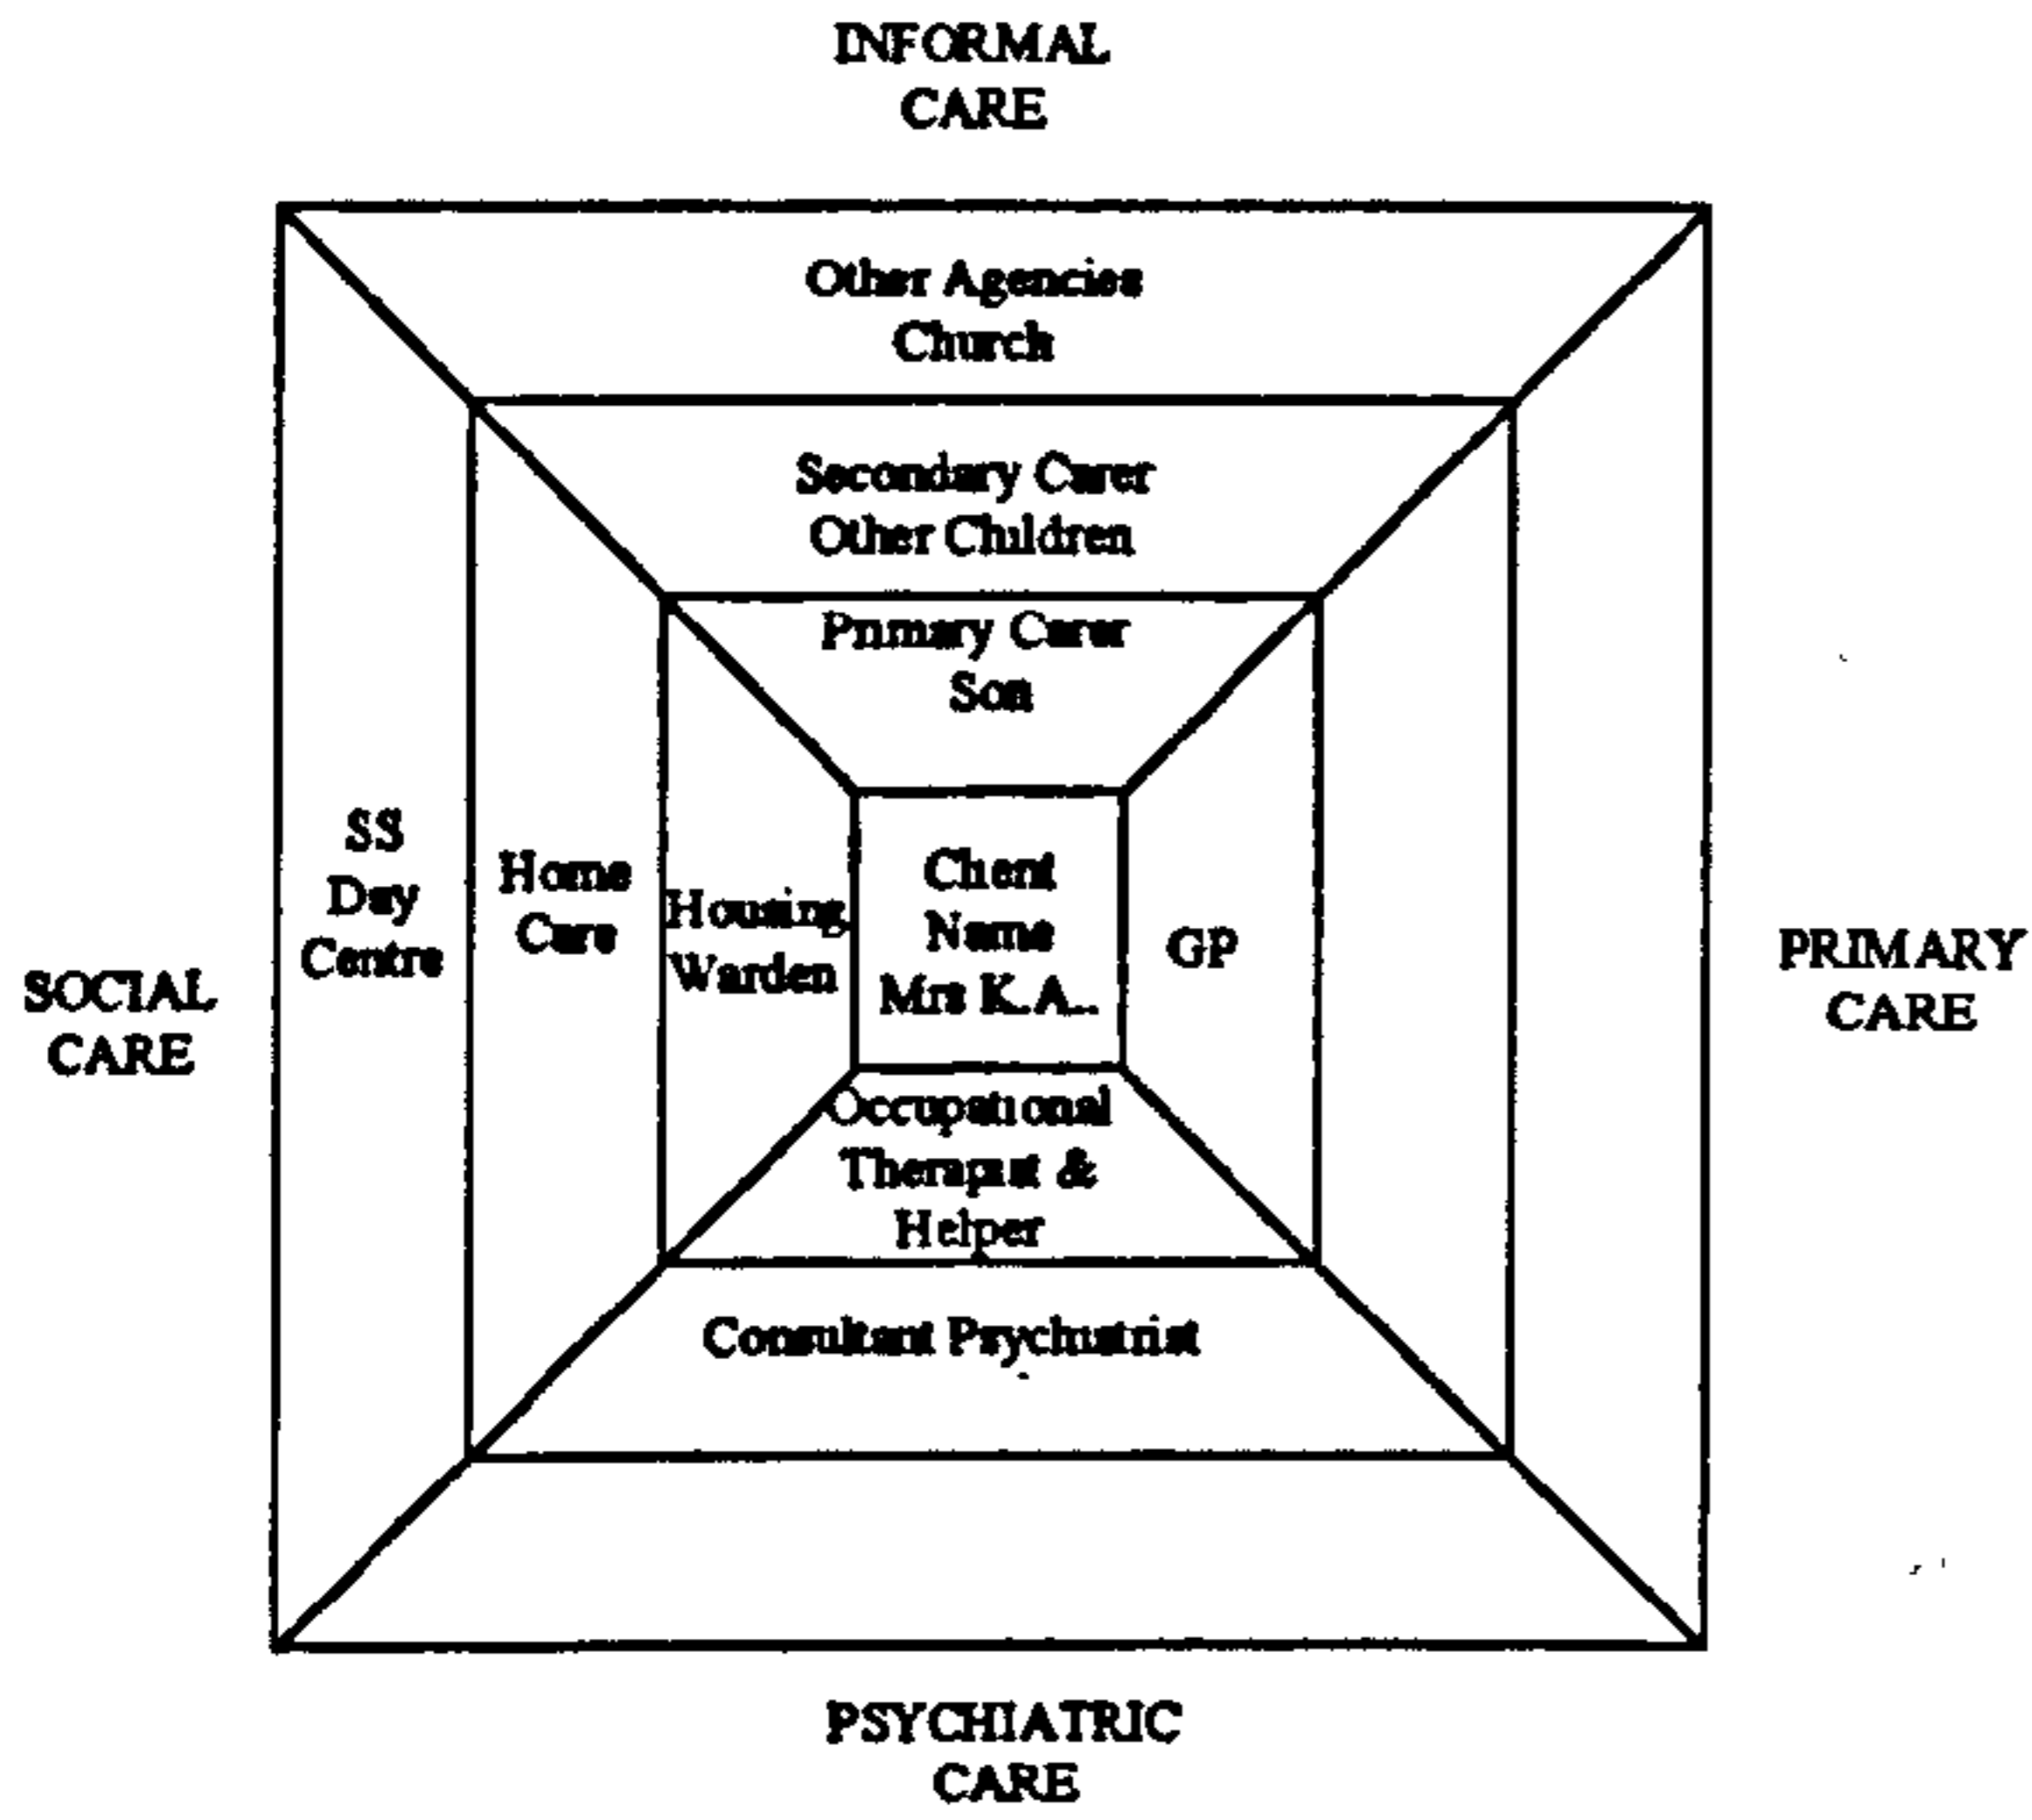 INFORMAL
CARE
Other Agencies
Church
Secondary Carer
Other Children
Primary Carer
Son
SS
Day
Centre
Home
Care
Housing
Warden
Client
Name
Mrs K.A..
GP
SOCIAL
CARE
PRIMARY
CARE
Occupational
Therapist &
Helper
Consultant Psychiatrist
PSYCHIATRIC
CARE